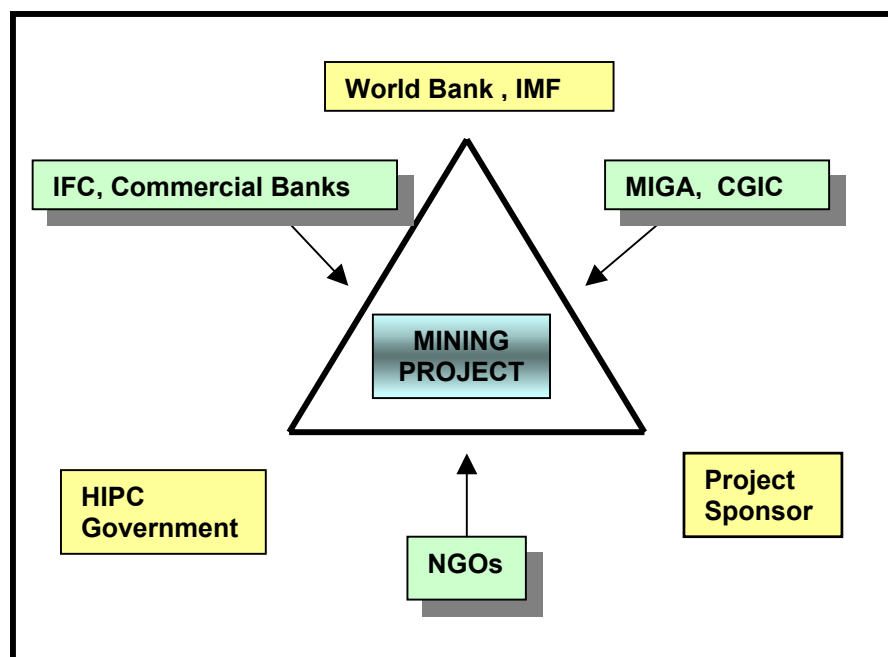 World Bank , IMF
IFC, Commercial Banks
MIGA, CGIC
MINING
PROJECT
HIPC
Government
Project
Sponsor
NGOs